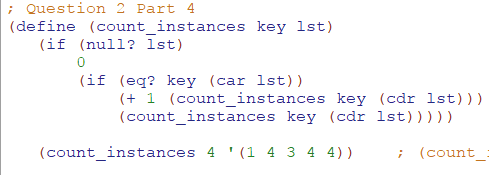 ; Question 2 Part 4
(define (count_instances key lst)
(if (null? lst)
0
(if (eq? key (car lst))
(+ 1 (count_instances key (cdr lst)))
(count_instances key (cdr lst)))))
(count_instances 4 '(1 4 3 4 4)) ; (count_